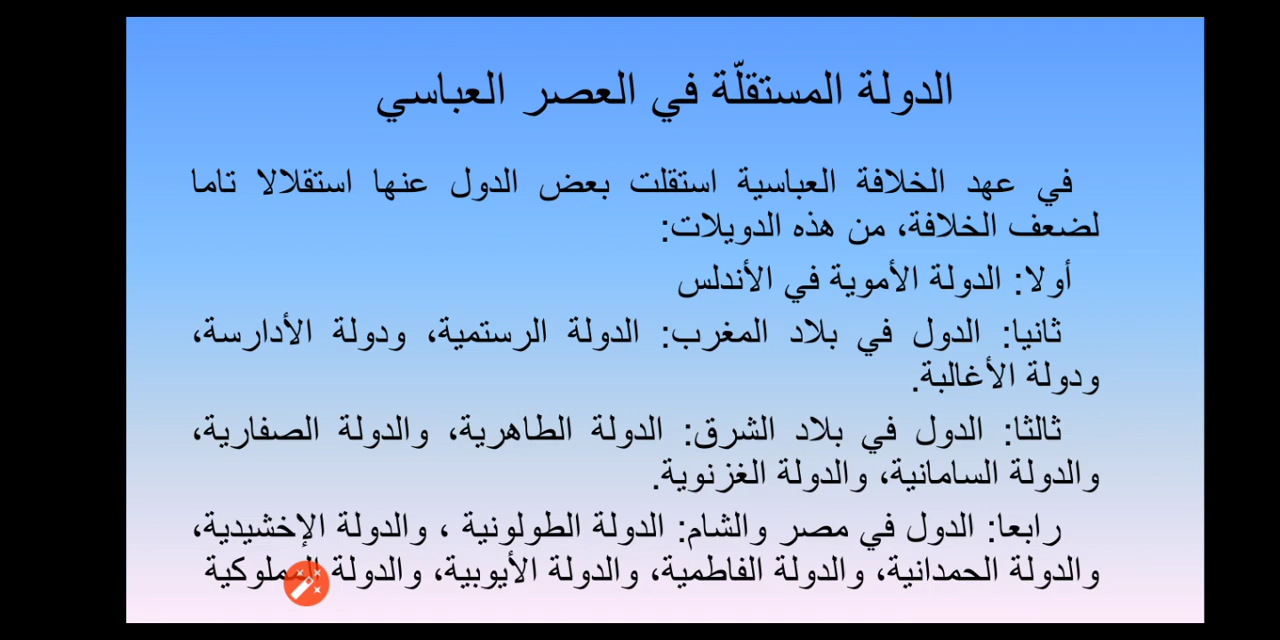 الدولة المستقلّة في العصر العباسي
في عهد الخلافة العباسية استقلت بعض الدول عنها استقلالا تاما
لضعف الخلافة، من هذه الدويلات:
أولا: الدولة الأموية في الأندلس
ثانيا: الدول في بلاد المغرب: الدولة الرستمية، ودولة الأدارسة،
ودولة الأغالبة.
ثالثا: الدول في بلاد الشرق: الدولة الطاهرية، والدولة الصفارية،
والدولة السامانية، والدولة الغزنوية.
رابعا: الدول في مصر والشام: الدولة الطولونية ، والدولة الإخشيدية،
والدولة الحمدانية، والدولة الفاطمية، والدولة الأيوبية، والدولة المملوكية